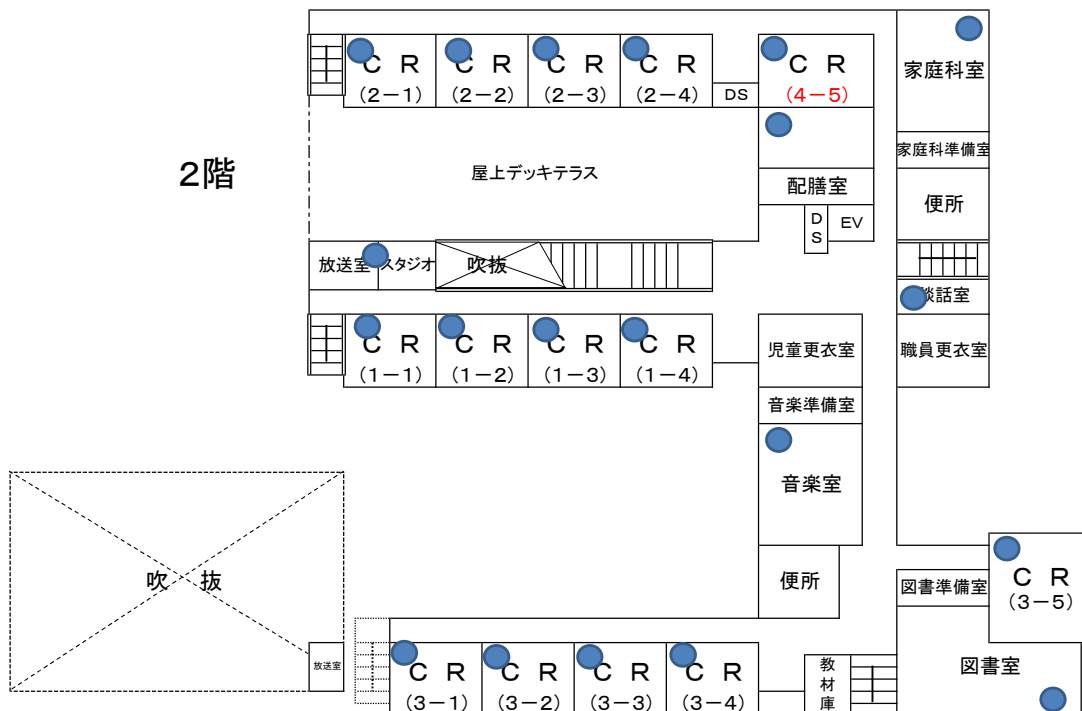 ＣＲ ＣＲ ＣＲ ＣＲ ＣＲ 家庭科室
(２－１) (２－２) (２－３) (２－４) DS (４－５)
家庭科準備室
2階
屋上デッキテラス
配膳室
便所
DS
EV
放送室 スタジオ 吹抜
談話室
ＣＲ ＣＲ ＣＲ ＣＲ 児童更衣室 職員更衣室
(１－１) (１－２) (１－３) (１－４)
音楽準備室
音楽室
吹 抜
便所
ＣＲ
(３－５)
図書準備室
放送室
ＣＲ ＣＲ ＣＲ ＣＲ 教材庫 図書室
(３－１) (３－２) (３－３) (３－４)